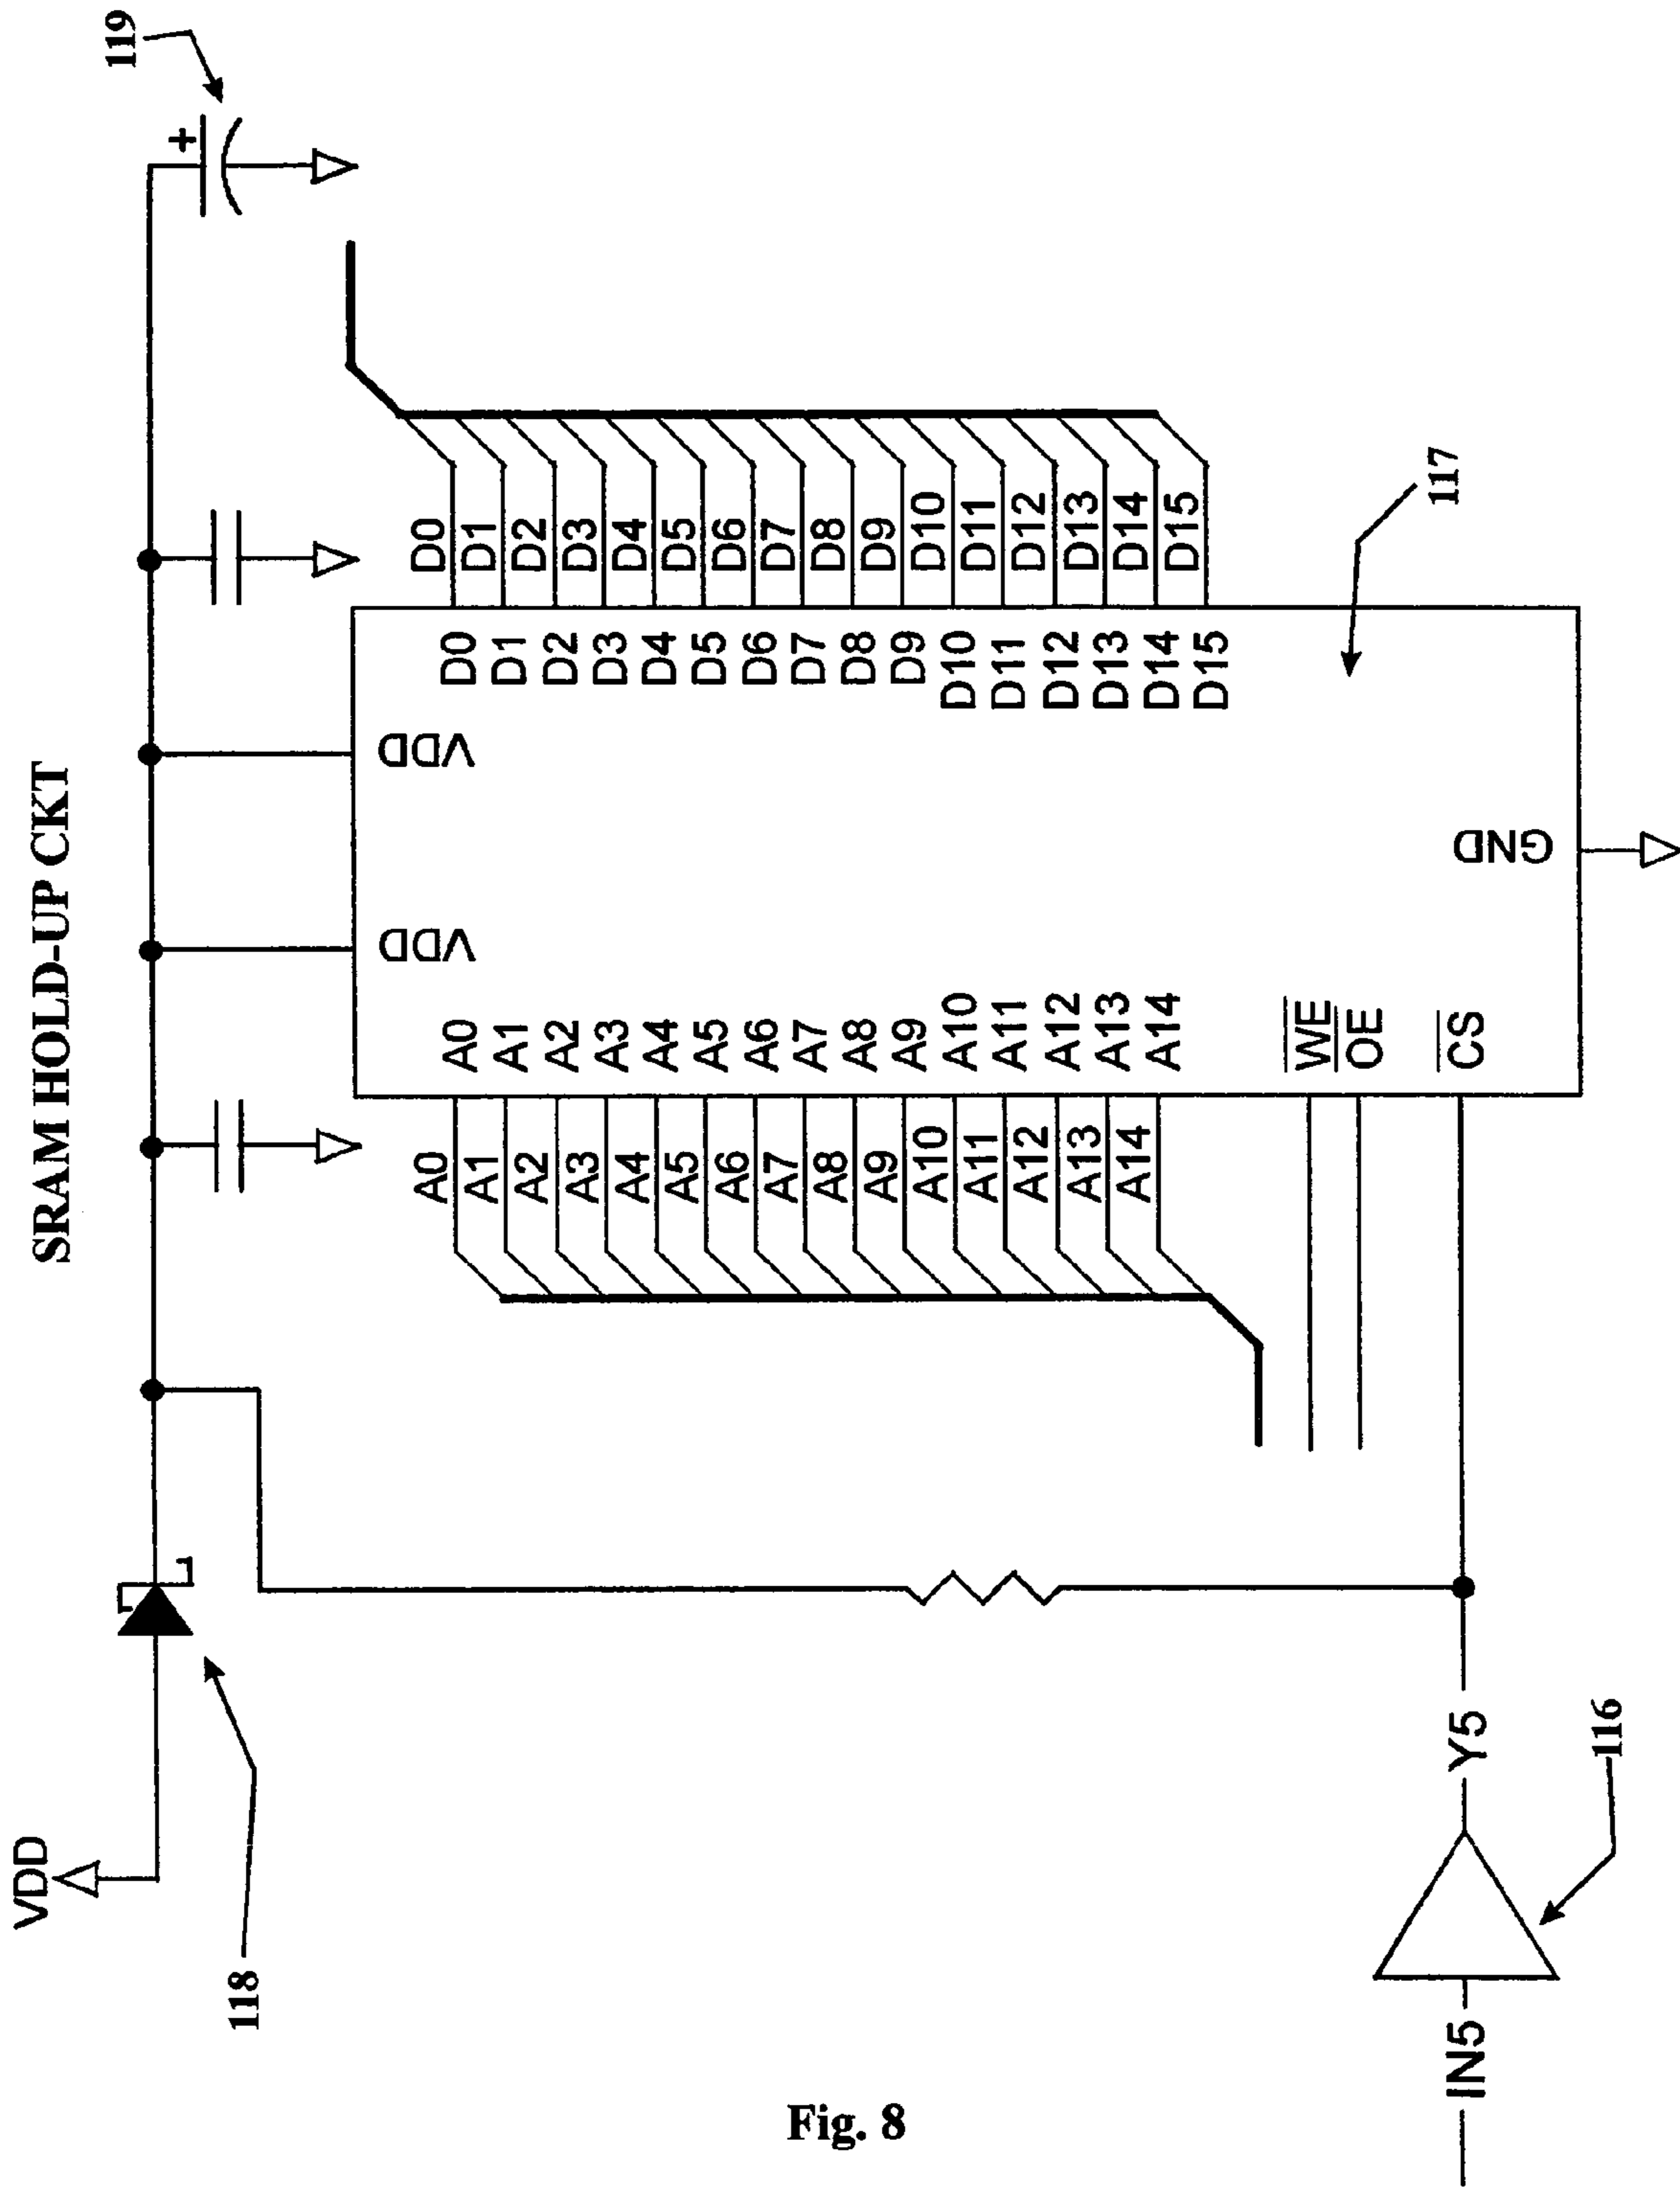 SRAM HOLD-UP CKT
VDD
118
119
VDD
VDD
A0
A1
A2
A3
A4
A5
A6
A7
A8
A9
A10
A11
A12
A13
A14
A0
A1
A2
A3
A4
A5
A6
A7
A8
A9
A10
A11
A12
A13
A14
WE
OE
CS
D0
D1
D2
D3
D4
D5
D6
D7
D8
D9
D10
D11
D12
D13
D14
D15
D0
D1
D2
D3
D4
D5
D6
D7
D8
D9
D10
D11
D12
D13
D14
D15
GND
117
IN5
Y5
116
Fig. 8